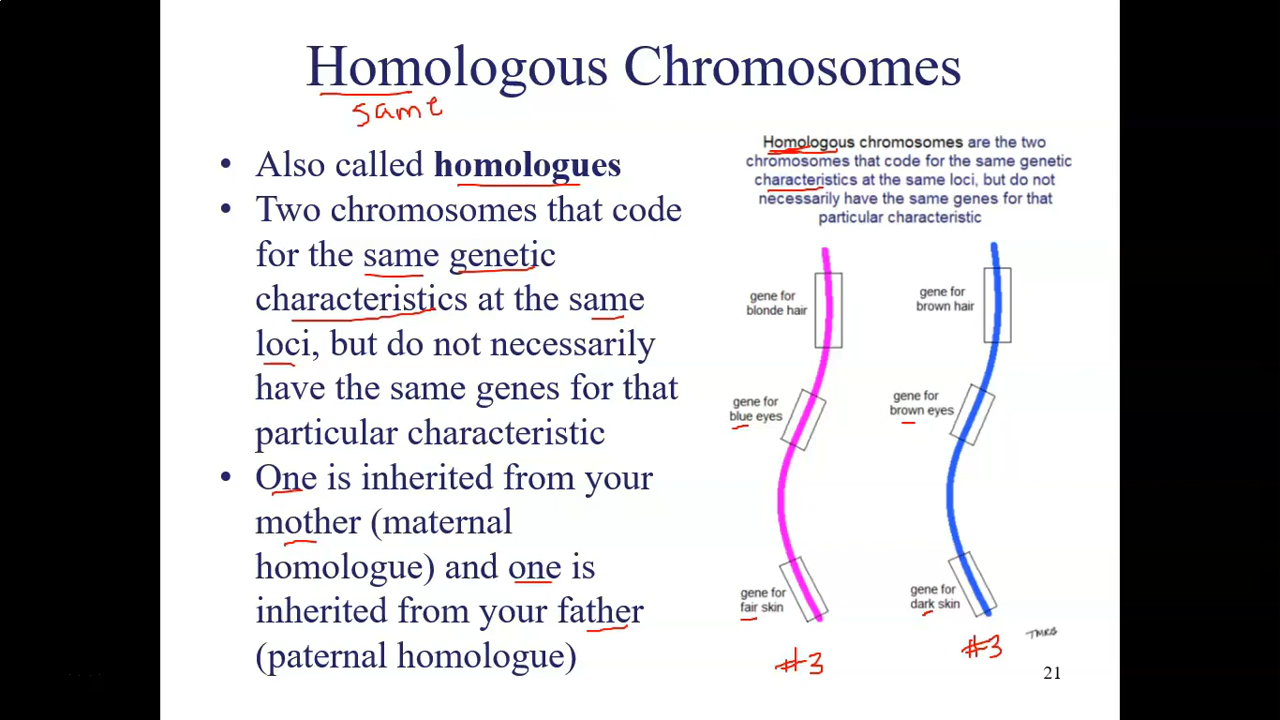 Homologous Chromosomes
same
• Also called homologues
• Two chromosomes that code
for the same genetic
characteristics at the same
loci, but do not necessarily
have the same genes for that
particular characteristic
• One is inherited from your
mother (maternal
homologue) and one is
inherited from your father
(paternal homologue)
Homologous chromosomes are the two
chromosomes that code for the same genetic
characteristics at the same loci, but do not
necessarily have the same genes for that
particular characteristic
gene for
blonde hair
gene for
brown hair
gene for
blue eyes
gene for
brown eyes
gene for
fair skin
gene for
dark skin
#3
#3
21